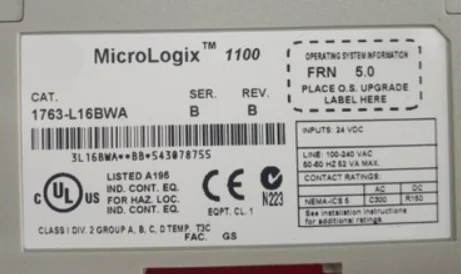 MicroLogix™ 1100
OPERATING SYSTEM INFORMATION
FRN 5.0
PLACE O.S. UPGRADE
LABEL HERE
CAT. SER. REV.
1763-L16BWA B B
3L16BWA**BB*543078755
INPUTS: 24 VDC
LINE: 100-240 VAC
50-60 HZ 52 VA MAX.
CONTACT RATINGS:
AC DC
NEMA-ICS 5 C300 R150
See installation instructions
for additional ratings
LISTED A196
IND. CONT. EQ.
FOR HAZ. LOC.
IND. CONT. EQ.
c UL US
CE
EQPT. CL. 1
N223
CLASS I DIV. 2 GROUP A, B, C, D TEMP. T3C
FAC. GS